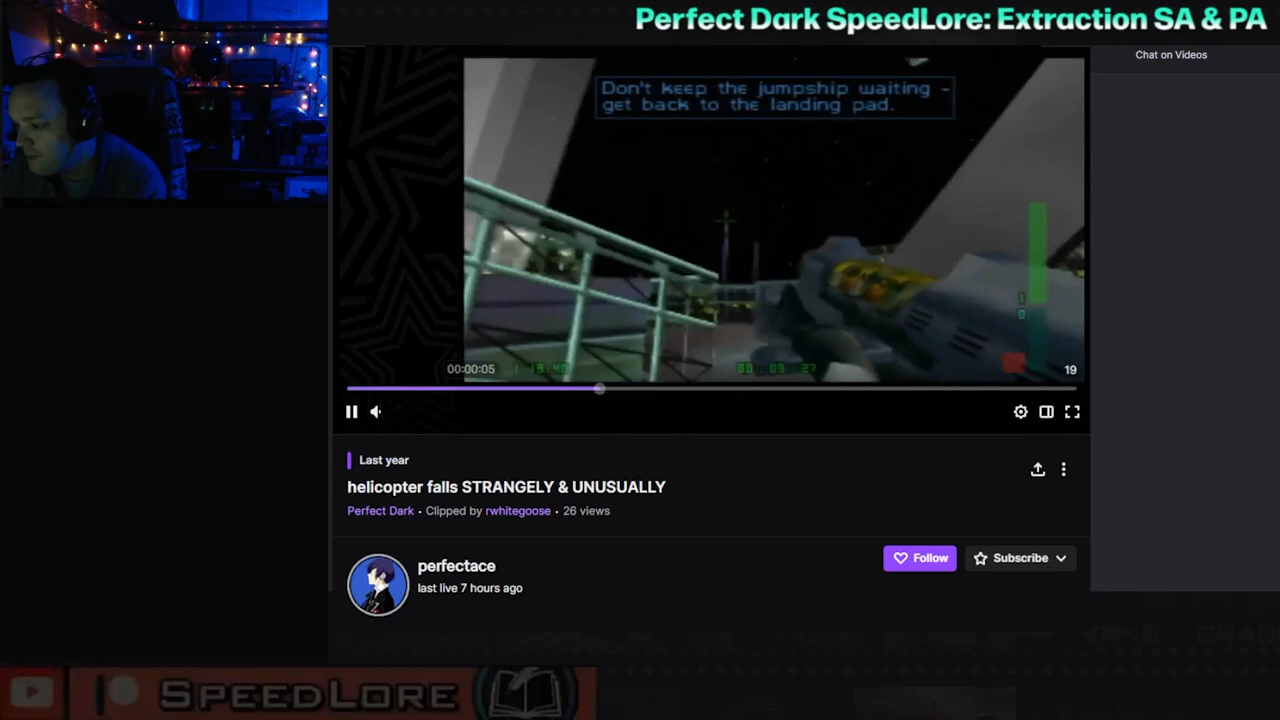 Perfect Dark SpeedLore: Extraction SA & PA
Chat on Videos
Don't keep the jumpship waiting -
get back to the landing pad.
00:00:05
19
Last year
helicopter falls STRANGELY & UNUSUALLY
Perfect Dark · Clipped by rwhitegoose · 26 views
perfectace
last live 7 hours ago
Follow
Subscribe
SPEEDLORE